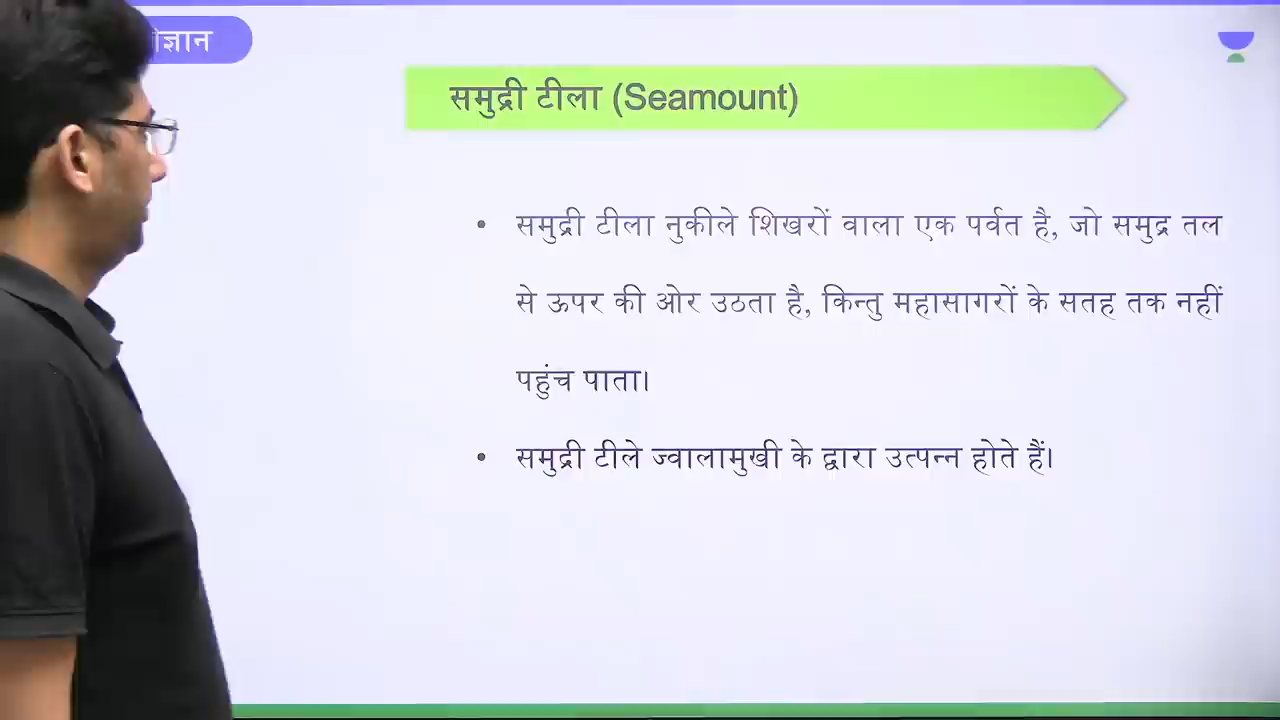 ज्ञान
समुद्री टीला (Seamount)
• समुद्री टीला नुकीले शिखरों वाला एक पर्वत है, जो समुद्र तल
से ऊपर की ओर उठता है, किन्तु महासागरों के सतह तक नहीं
पहुंच पाता।
• समुद्री टीले ज्वालामुखी के द्वारा उत्पन्न होते हैं।